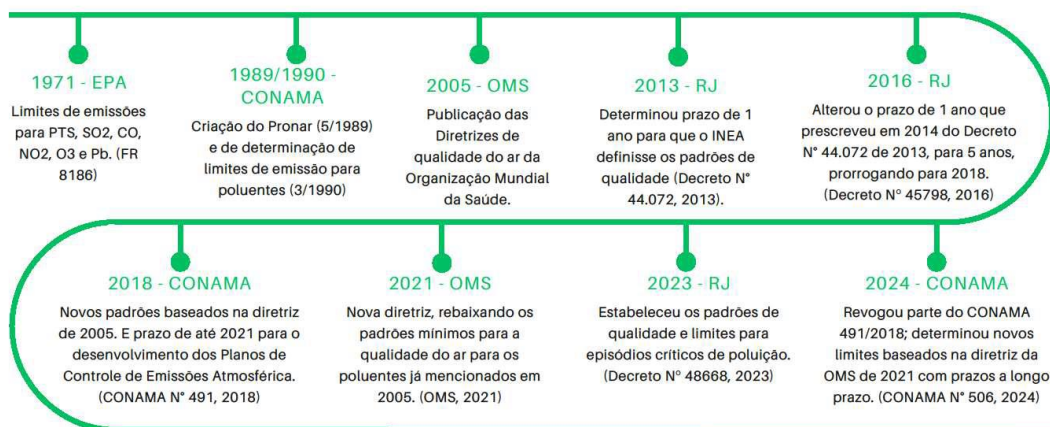 1971 - EPA
Limites de emissões
para PTS, SO2, CO,
NO2, O3 e Pb. (FR
8186)
1989/1990 -
CONAMA
Criação do Pronar (5/1989)
e de determinação de
limites de emissão para
poluentes (3/1990)
2005 - OMS
Publicação das
Diretrizes de
qualidade do ar da
Organização Mundial
da Saúde.
2013 - RJ
Determinou prazo de 1
ano para que o INEA
definisse os padrões de
qualidade (Decreto N°
44.072, 2013).
2016 - RJ
Alterou o prazo de 1 ano que
prescreveu em 2014 do Decreto
N° 44.072 de 2013, para 5 anos,
prorrogando para 2018.
(Decreto Nº 45798, 2016)
2018 - CONAMA
Novos padrões baseados na diretriz
de 2005. E prazo de até 2021 para o
desenvolvimento dos Planos de
Controle de Emissões Atmosférica.
(CONAMA N° 491, 2018)
2021 - OMS
Nova diretriz, rebaixando os
padrões mínimos para a
qualidade do ar para os
poluentes já mencionados em
2005. (OMS, 2021)
2023 - RJ
Estabeleceu os padrões de
qualidade e limites para
episódios críticos de poluição.
(Decreto Nº 48668, 2023)
2024 - CONAMA
Revogou parte do CONAMA
491/2018; determinou novos
limites baseados na diretriz da
OMS de 2021 com prazos a longo
prazo. (CONAMA N° 506, 2024)